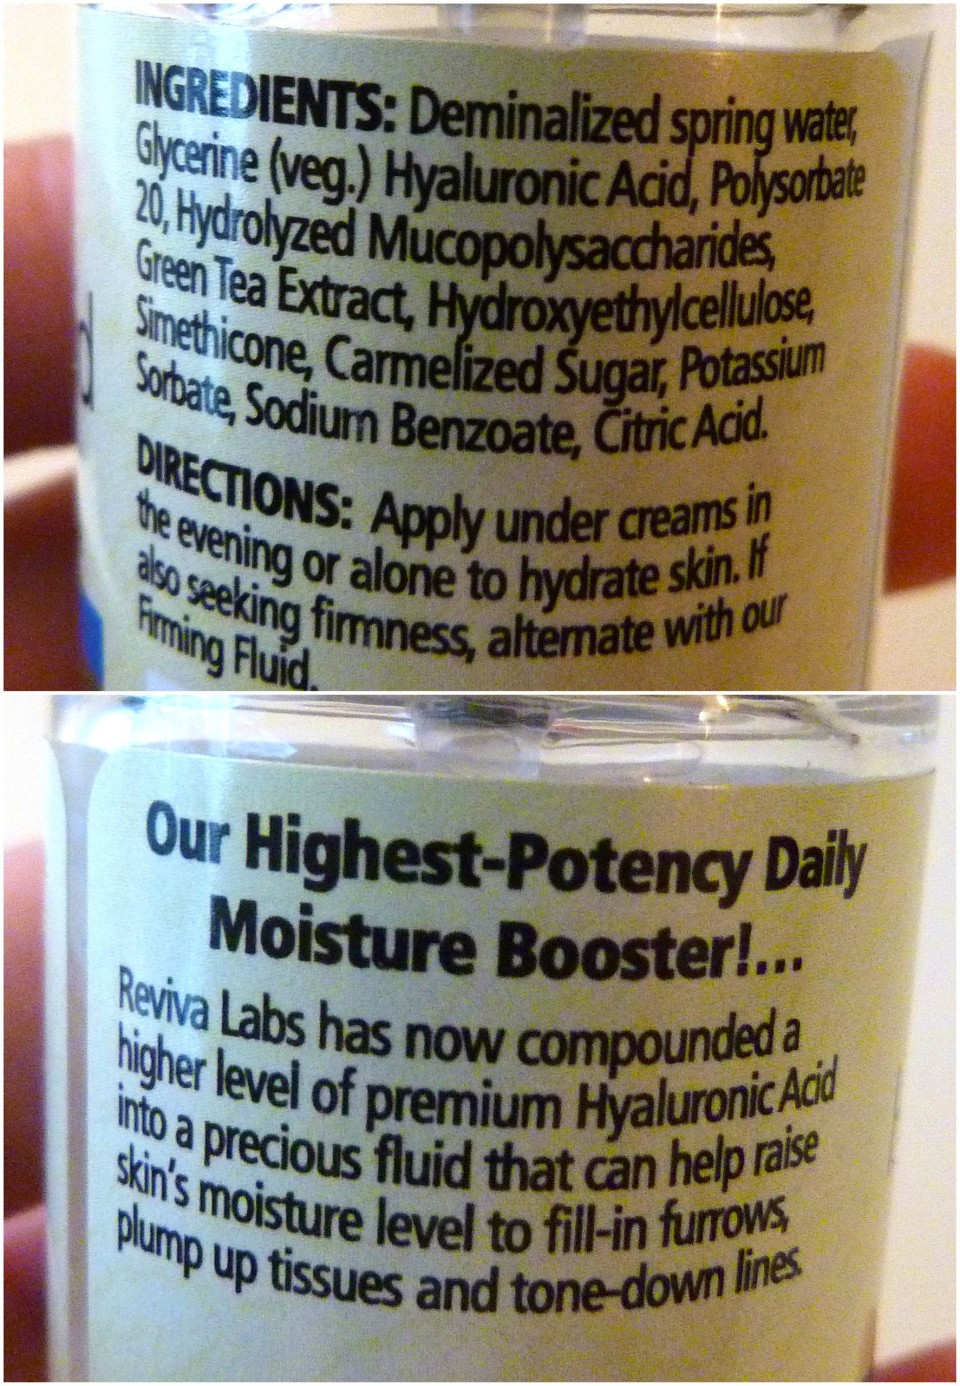 INGREDIENTS: Deminalized spring water,
Glycerine (veg.) Hyaluronic Acid, Polysorbate
20, Hydrolyzed Mucopolysaccharides,
Green Tea Extract, Hydroxyethylcellulose,
Simethicone, Carmelized Sugar, Potassium
Sorbate, Sodium Benzoate, Citric Acid.
DIRECTIONS: Apply under creams in
the evening or alone to hydrate skin. If
also seeking firmness, alternate with our
Firming Fluid.
Our Highest-Potency Daily
Moisture Booster!...
Reviva Labs has now compounded a
higher level of premium Hyaluronic Acid
into a precious fluid that can help raise
skin's moisture level to fill-in furrows,
plump up tissues and tone-down lines.